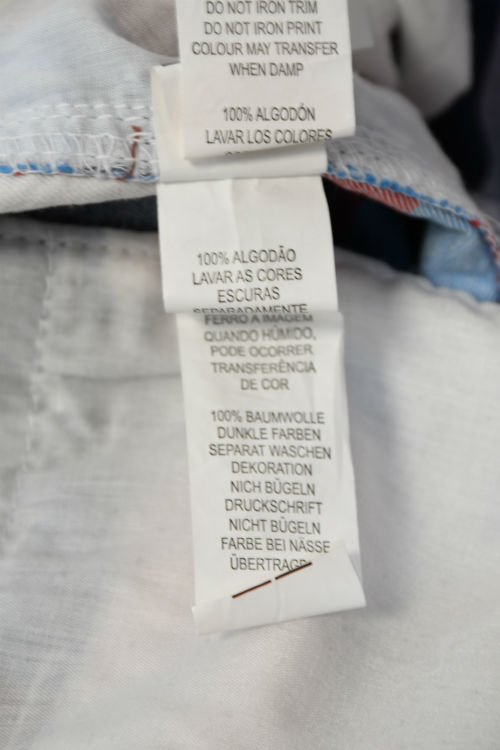 DO NOT IRON TRIM
DO NOT IRON PRINT
COLOUR MAY TRANSFER
WHEN DAMP
100% ALGODÓN
LAVAR LOS COLORES
100% ALGODÃO
LAVAR AS CORES
ESCURAS
SEPARADAMENTE
FERRO A IMAGEM
QUANDO HÚMIDO,
PODE OCORRER
TRANSFERÊNCIA
DE COR
100% BAUMWOLLE
DUNKLE FARBEN
SEPARAT WASCHEN
DEKORATION
NICH BÜGELN
DRUCKSCHRIFT
NICHT BÜGELN
FARBE BEI NÄSSE